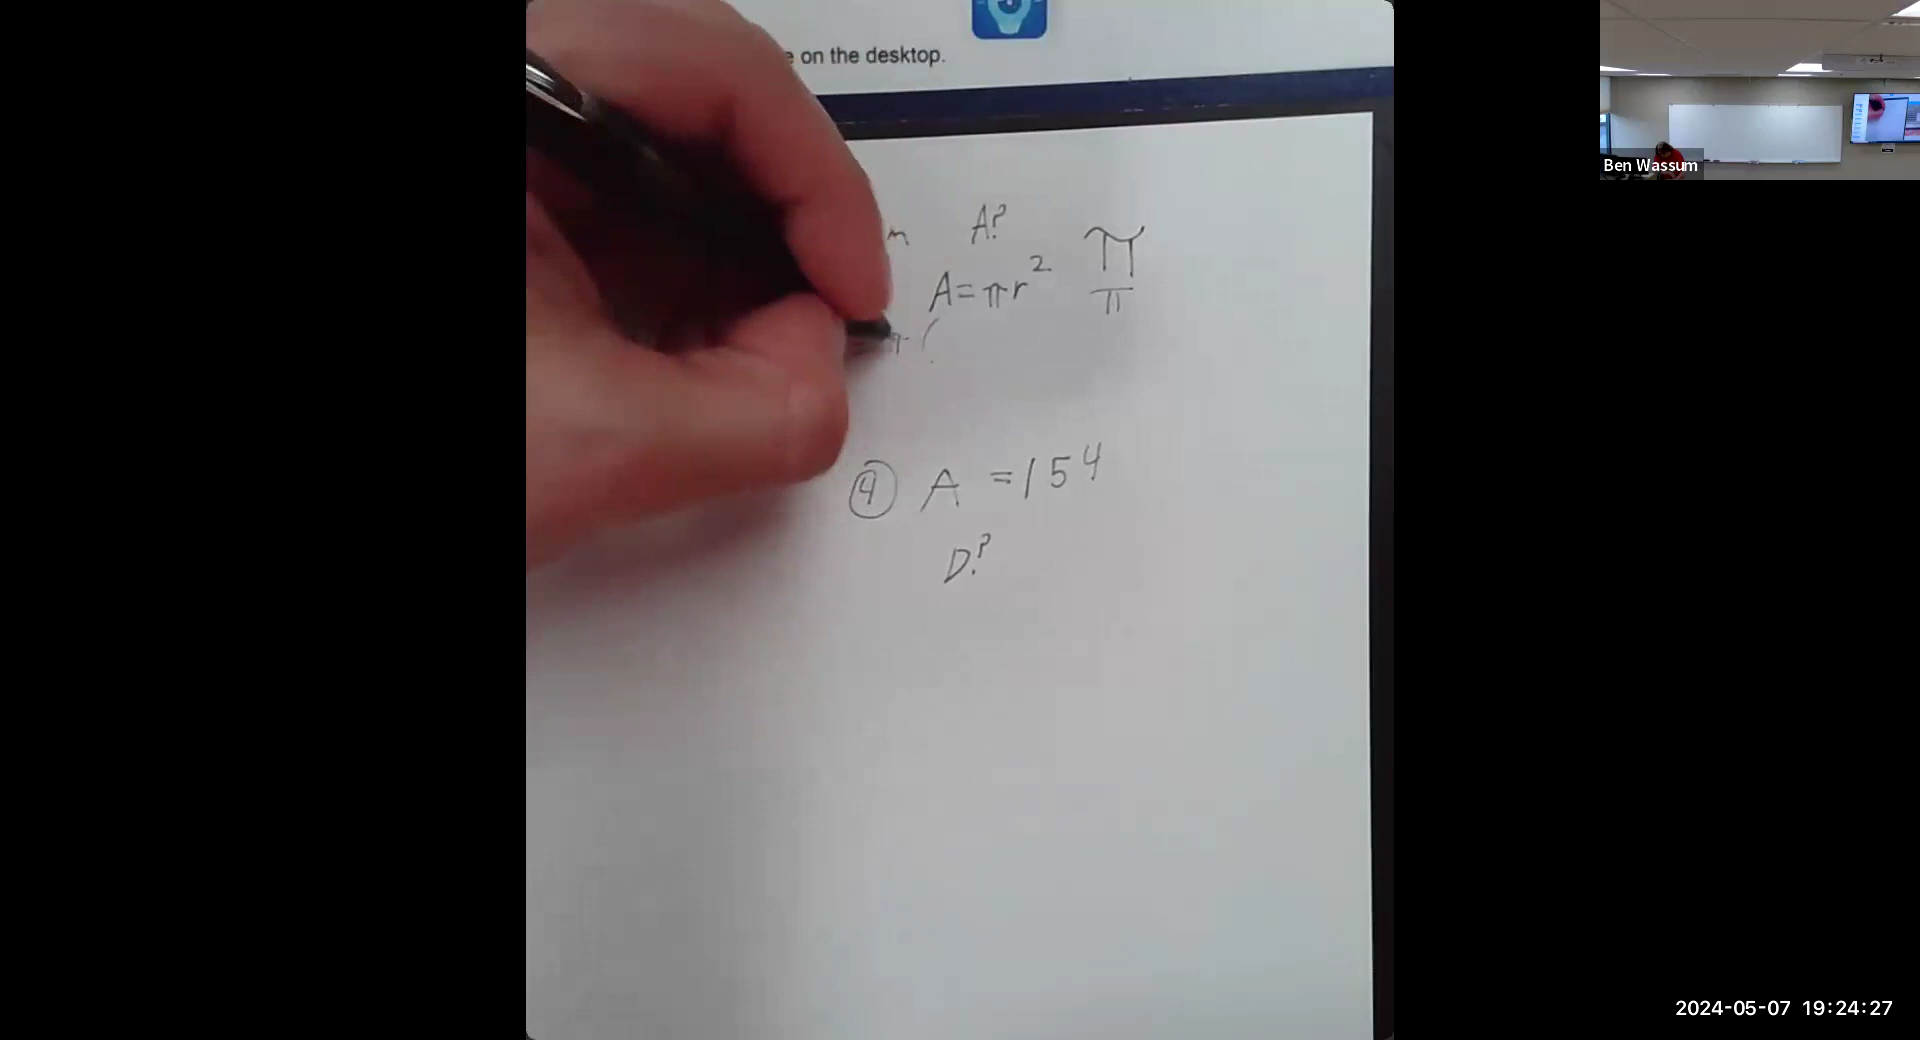 on the desktop.
A?
A = πr² π
π
π (
④ A = 154
D?
Ben Wassum
2024-05-07 19:24:27